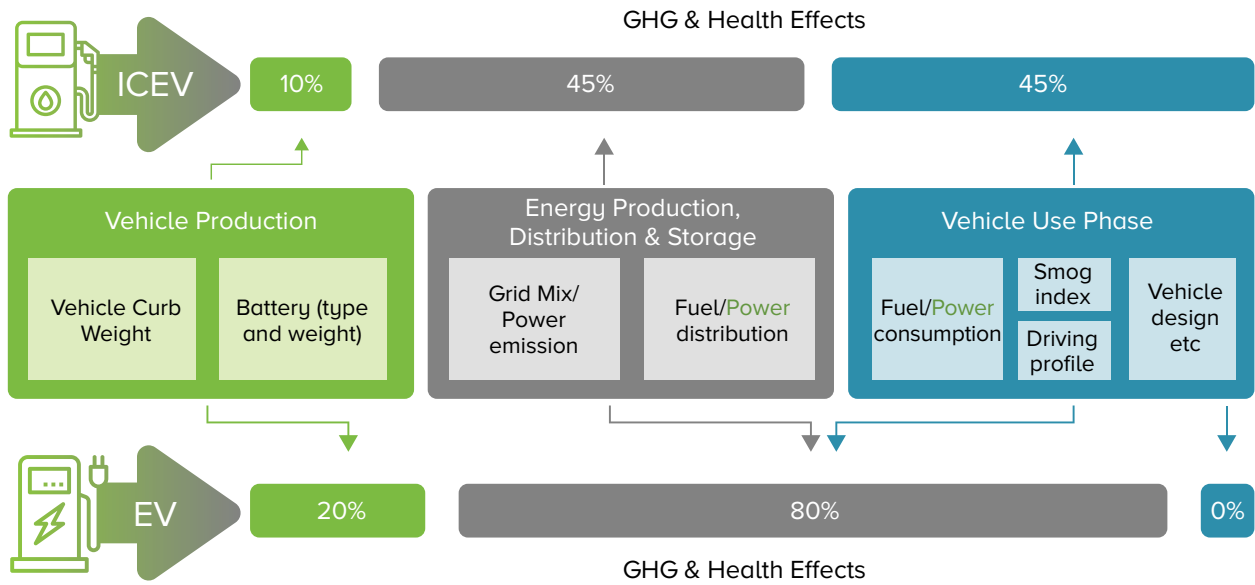 GHG & Health Effects
ICEV
10%
45%
45%
Vehicle Production
Vehicle Curb
Weight
Battery (type
and weight)
Energy Production,
Distribution & Storage
Grid Mix/
Power
emission
Fuel/Power
distribution
Vehicle Use Phase
Fuel/Power
consumption
Smog
index
Driving
profile
Vehicle
design
etc
EV
20%
80%
0%
GHG & Health Effects